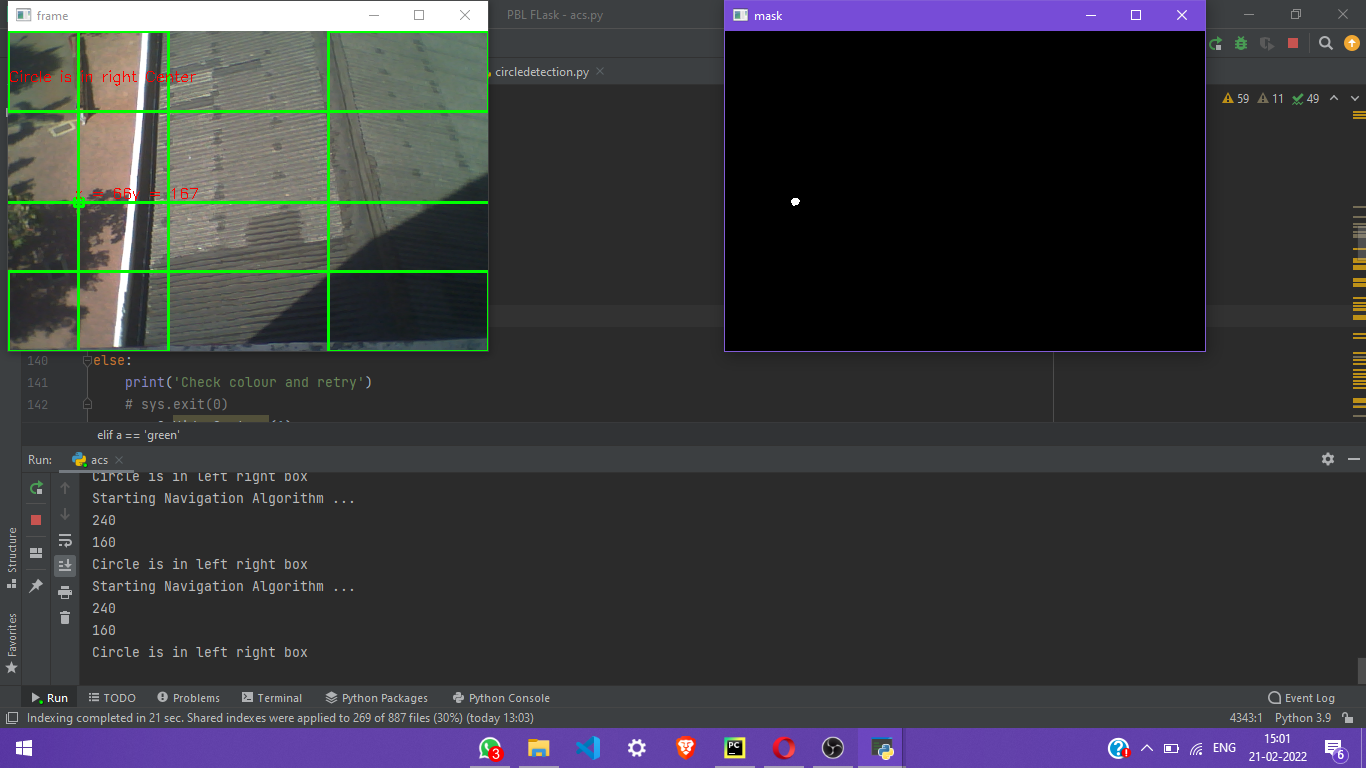 frame
PBL FLask - acs.py
mask
Circle is in right Center
circledetection.py
59 11 49
x = 66y = 167
140 else:
141 print('Check colour and retry')
142 # sys.exit(0)
elif a == 'green'
Run: acs
Circle is in left right box
Starting Navigation Algorithm ...
240
160
Circle is in left right box
Starting Navigation Algorithm ...
240
160
Circle is in left right box
Structure
Favorites
Run TODO Problems Terminal Python Packages Python Console Event Log
Indexing completed in 21 sec. Shared indexes were applied to 269 of 887 files (30%) (today 13:03) 4343:1 Python 3.9
3 PC ENG 15:01
21-02-2022 6